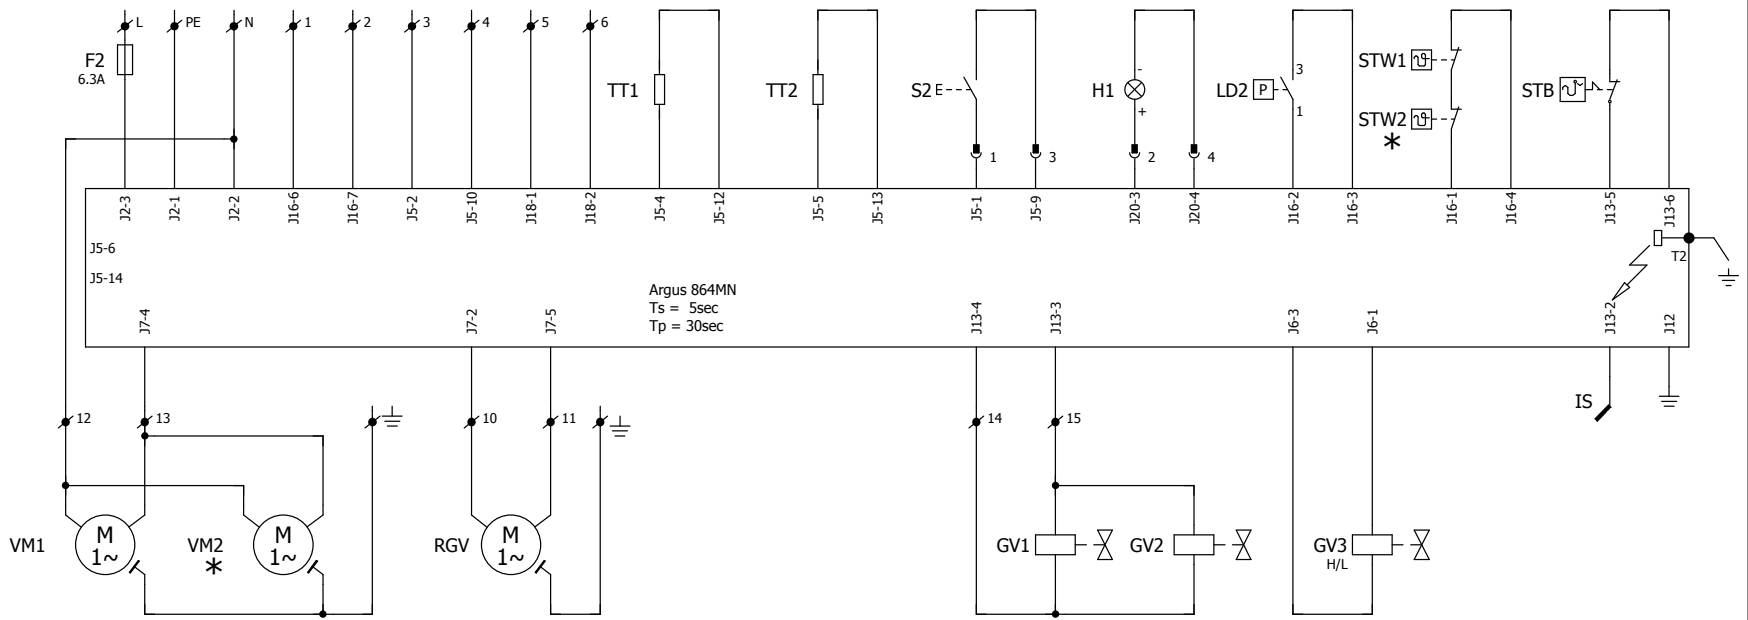 L PE N 1 2 3 4 5 6
F2
6.3A
TT1
TT2
S2 E
1 3
H1
-
+
2 4
LD2 P
3
1
STW1
STW2
*
STB
J2-3 J2-1 J2-2 J16-6 J16-7 J5-2 J5-10 J18-1 J18-2 J5-4 J5-12 J5-5 J5-13 J5-1 J5-9 J20-3 J20-4 J16-2 J16-3 J16-1 J16-4 J13-5 J13-6
J5-6
J5-14
T2
Argus 864MN
Ts = 5sec
Tp = 30sec
J7-4 J7-2 J7-5 J13-4 J13-3 J6-3 J6-1 J13-2 J12
12 13 10 11 14 15
IS
VM1
M
1~
VM2
*
M
1~
RGV
M
1~
GV1
GV2
GV3
H/L